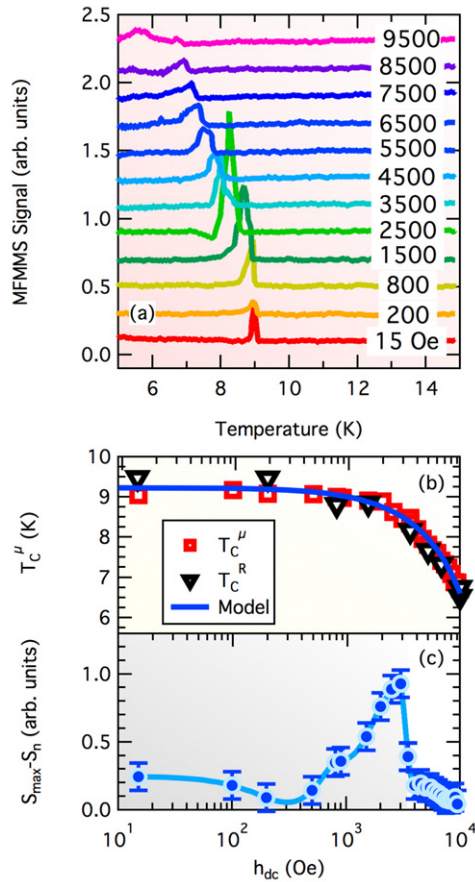 2.5
2.0
1.5
1.0
0.5
0.0
MFMMS Signal (arb. units)
9500
8500
7500
6500
5500
4500
3500
2500
1500
800
200
15 Oe
(a)
6 8 10 12 14
Temperature (K)
10
9
8
7
6
T_C^μ (K)
(b)
T_C^μ
T_C^R
Model
(c)
1.0
0.5
0.0
S_max-S_n (arb. units)
10^1 10^2 10^3 10^4
h_dc (Oe)